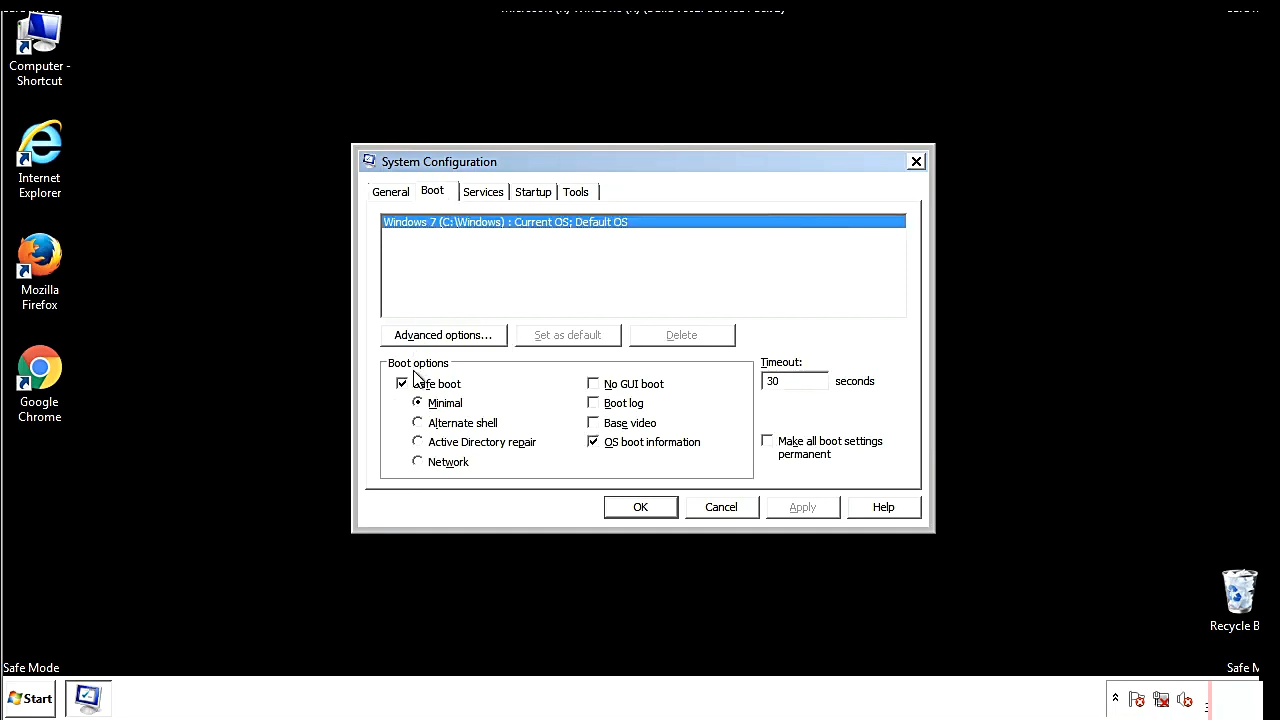 Computer -
Shortcut
Internet
Explorer
Mozilla
Firefox
Google
Chrome
System Configuration
General
Boot
Services
Startup
Tools
Windows 7 (C:\Windows) : Current OS; Default OS
Advanced options...
Set as default
Delete
Boot options
boot
Minimal
Alternate shell
Active Directory repair
Network
No GUI boot
Boot log
Base video
OS boot information
Timeout:
30 seconds
Make all boot settings
permanent
OK
Cancel
Apply
Help
Recycle B
Safe Mode
Safe M
Start